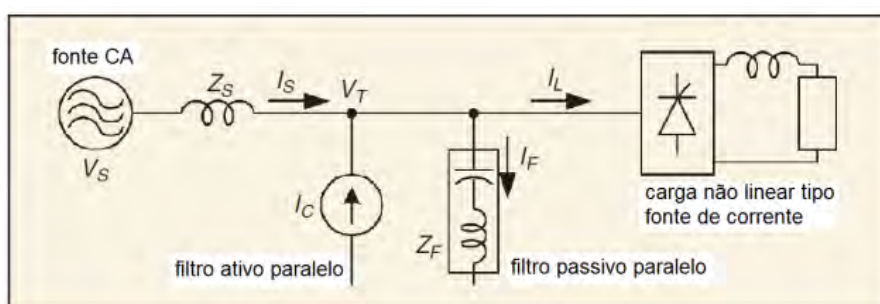 fonte CA
Z_S
I_S
V_T
I_L
V_S
I_C
Z_F
I_F
filtro ativo paralelo
filtro passivo paralelo
carga não linear tipo
fonte de corrente